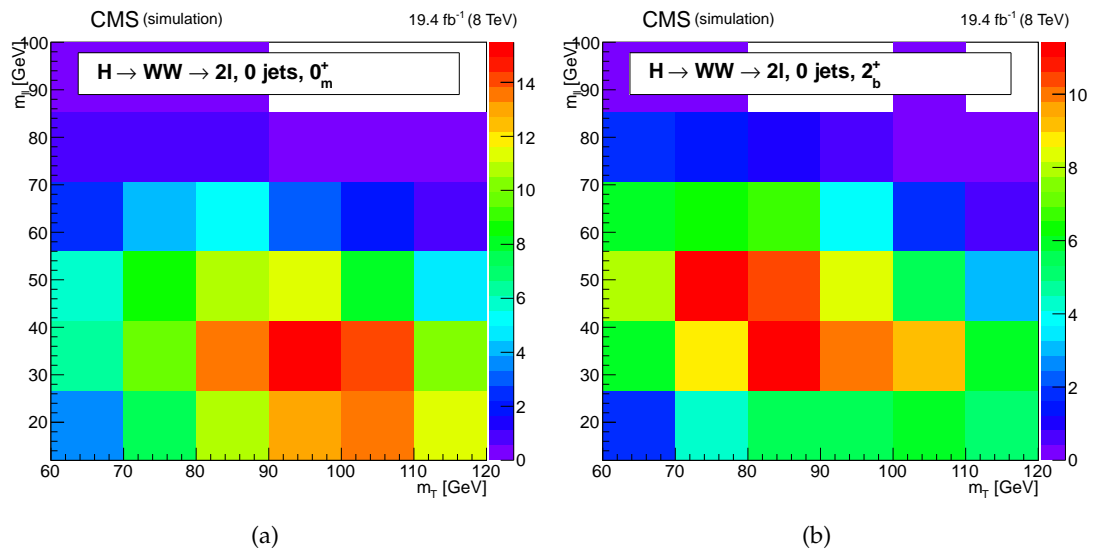 CMS (simulation) 19.4 fb⁻¹ (8 TeV)
H → WW → 2l, 0 jets, 0⁺ₘ
m_ll [GeV]
100
90
80
70
60
50
40
30
20
60 70 80 90 100 110 120
m_T [GeV]
14
12
10
8
6
4
2
0
(a)
CMS (simulation) 19.4 fb⁻¹ (8 TeV)
H → WW → 2l, 0 jets, 2⁺_b
m_ll [GeV]
100
90
80
70
60
50
40
30
20
60 70 80 90 100 110 120
m_T [GeV]
10
8
6
4
2
0
(b)